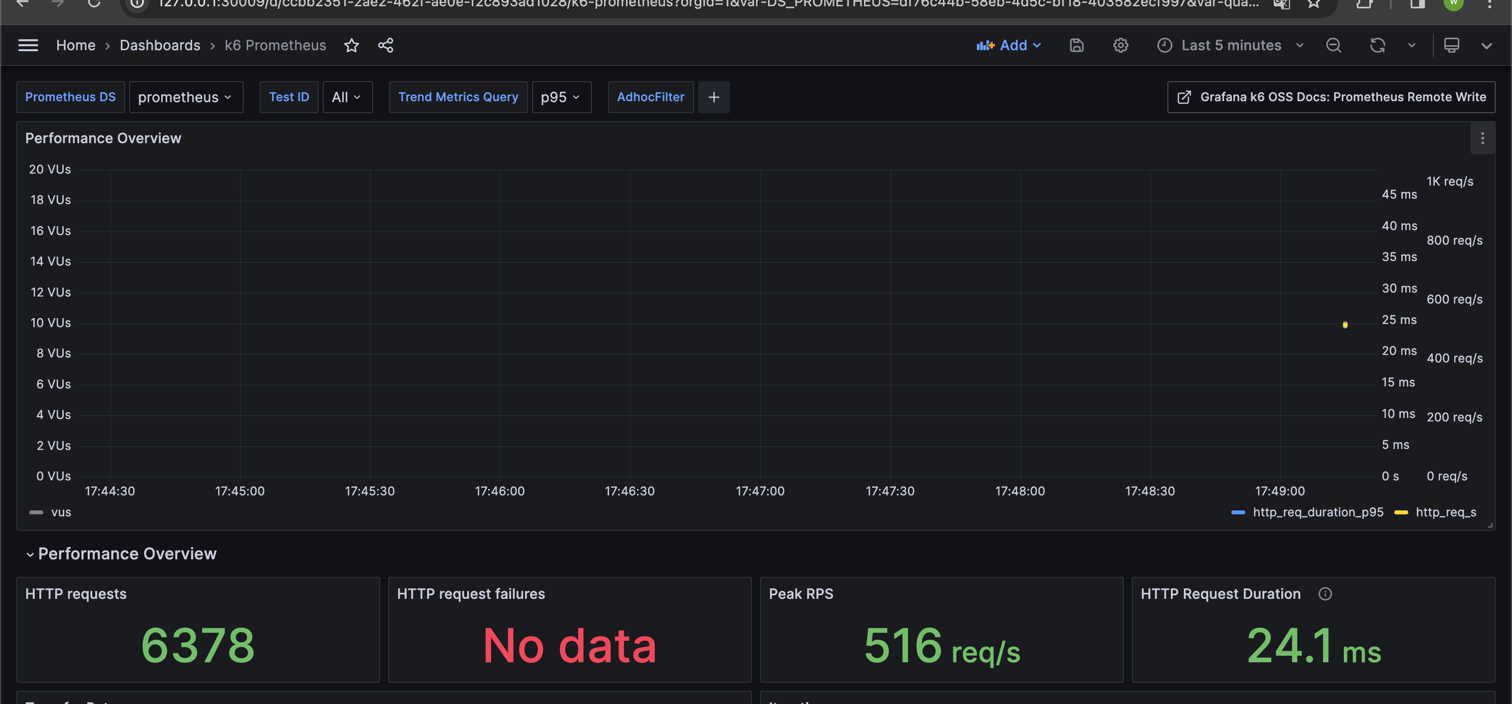 127.0.0.1:30009/d/ccbb2351-2ae2-462f-ae0e-f2c893ad1028/k6-prometheus?orgId=1&var-DS_PROMETHEUS=df76c44b-58eb-4d5c-bf18-403582ecf997&var-qua...
Home › Dashboards › k6 Prometheus Add Last 5 minutes
Prometheus DS prometheus Test ID All Trend Metrics Query p95 AdhocFilter + Grafana k6 OSS Docs: Prometheus Remote Write
Performance Overview
20 VUs
18 VUs
16 VUs
14 VUs
12 VUs
10 VUs
8 VUs
6 VUs
4 VUs
2 VUs
0 VUs
45 ms
40 ms
35 ms
30 ms
25 ms
20 ms
15 ms
10 ms
5 ms
0 s
1K req/s
800 req/s
600 req/s
400 req/s
200 req/s
0 req/s
17:44:30 17:45:00 17:45:30 17:46:00 17:46:30 17:47:00 17:47:30 17:48:00 17:48:30 17:49:00
vus http_req_duration_p95 http_req_s
Performance Overview
HTTP requests
6378
HTTP request failures
No data
Peak RPS
516 req/s
HTTP Request Duration
24.1 ms